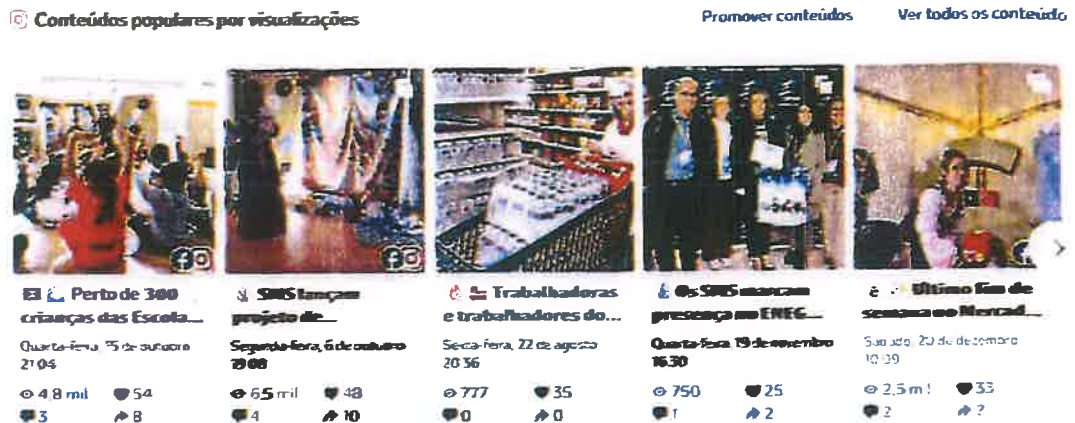 Conteúdos populares por visualizações
Promover conteúdos
Ver todos os conteúdo
Perto de 300
crianças das Escola...
Quarta-feira, 15 de outubro
21:04
4,8 mil 54
3 8
SMS lançam
projeto de...
Segunda-feira, 6 de outubro
19:08
6,5 mil 48
4 10
Trabalhadoras
e trabalhadores do...
Sexta-feira, 22 de agosto
20:36
777 35
0 0
Os SMS marcam
presença no ENEG...
Quarta-feira, 19 de novembro
16:30
750 25
1 2
Último fim de
semana no Mercad...
Sábado, 20 de dezembro
2,5 mil 33
2